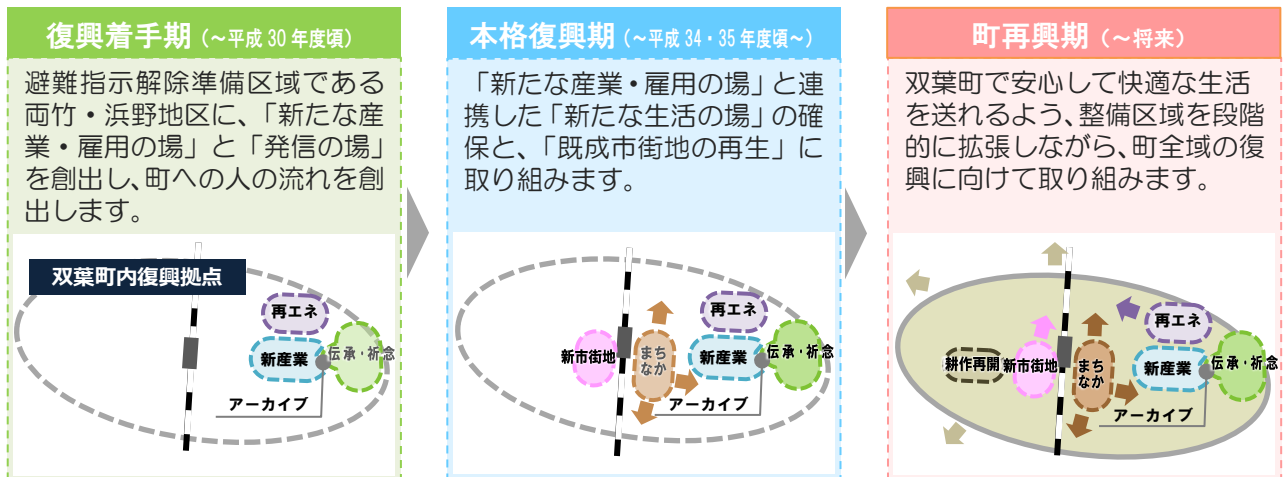 復興着手期（～平成30年度頃）
避難指示解除準備区域である
両竹・浜野地区に、「新たな産
業・雇用の場」と「発信の場」
を創出し、町への人の流れを創
出します。
双葉町内復興拠点
再エネ
新産業
伝承・祈念
アーカイブ
本格復興期（～平成34・35年度頃～）
「新たな産業・雇用の場」と連
携した「新たな生活の場」の確
保と、「既成市街地の再生」に
取り組みます。
再エネ
新市街地
まち
なか
新産業
伝承・祈念
アーカイブ
町再興期（～将来）
双葉町で安心して快適な生活
を送れるよう、整備区域を段階
的に拡張しながら、町全域の復
興に向けて取り組みます。
再エネ
耕作再開
新市街地
まち
なか
新産業
伝承・祈念
アーカイブ